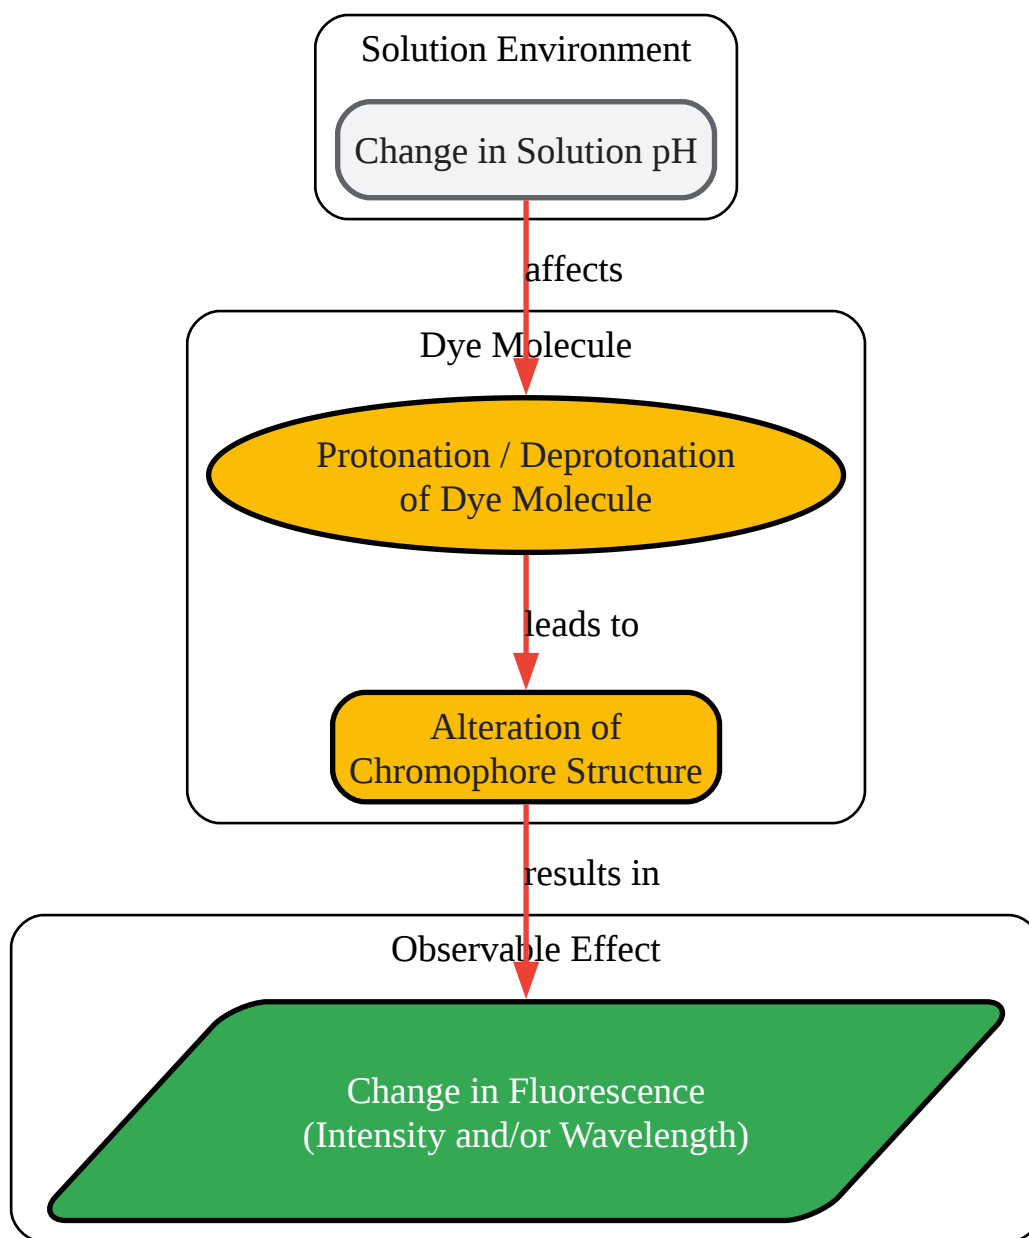 Solution Environment
Change in Solution pH
affects
Dye Molecule
Protonation / Deprotonation
of Dye Molecule
leads to
Alteration of
Chromophore Structure
results in
Observable Effect
Change in Fluorescence
(Intensity and/or Wavelength)